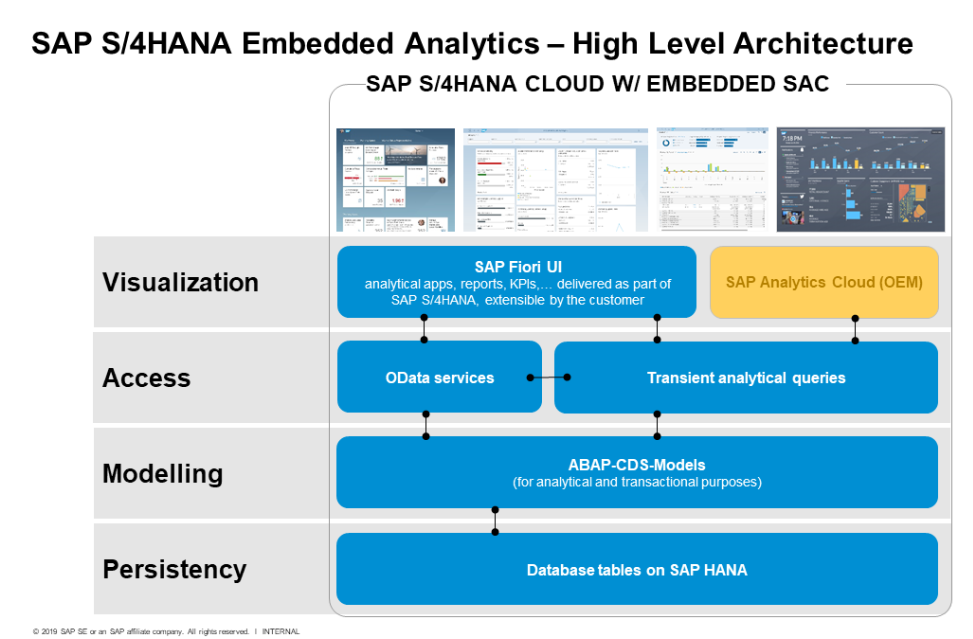 SAP S/4HANA Embedded Analytics – High Level Architecture
SAP S/4HANA CLOUD W/ EMBEDDED SAC
7:18 PM
Visualization
SAP Fiori UI
analytical apps, reports, KPIs,… delivered as part of
SAP S/4HANA, extensible by the customer
SAP Analytics Cloud (OEM)
Access
OData services
Transient analytical queries
Modelling
ABAP-CDS-Models
(for analytical and transactional purposes)
Persistency
Database tables on SAP HANA
© 2019 SAP SE or an SAP affiliate company. All rights reserved. I INTERNAL